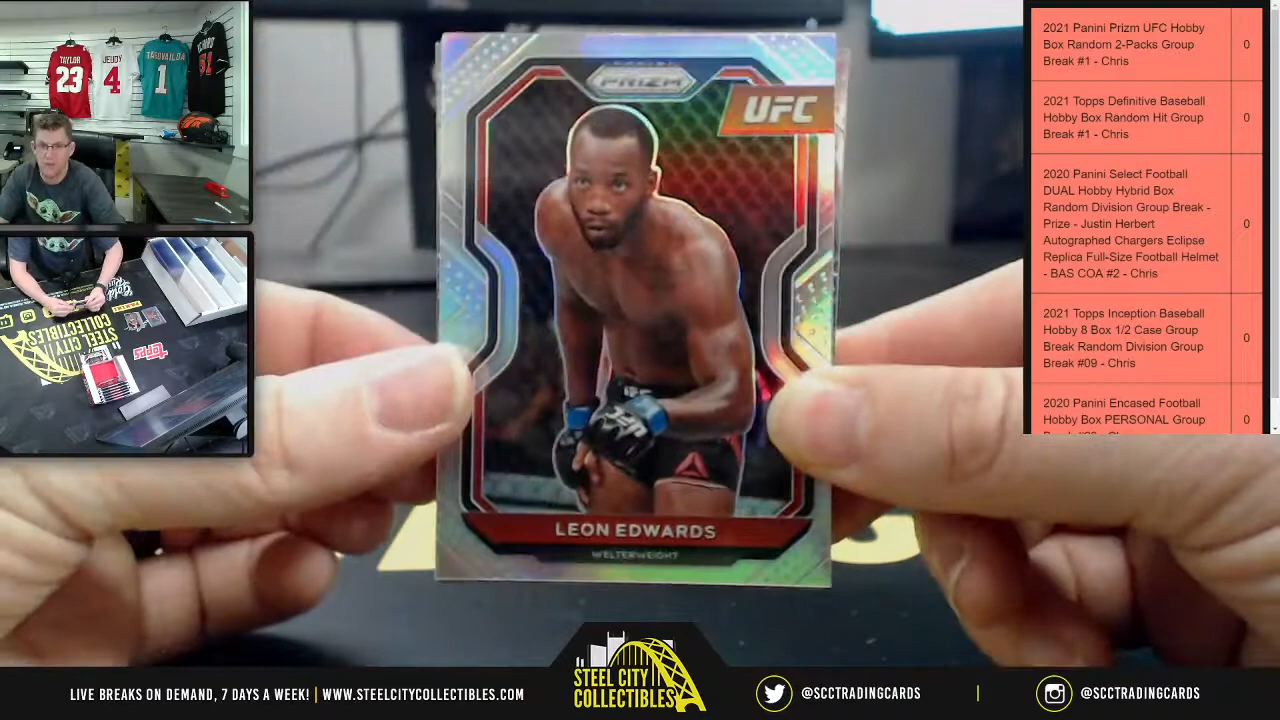 TAYLOR
23
JEUDY
4
TAGOVAILOA
1
PRIZM
UFC
LEON EDWARDS
WELTERWEIGHT
STEEL CITY
COLLECTIBLES
PANINI
Topps
2021 Panini Prizm UFC Hobby
Box Random 2-Packs Group
Break #1 - Chris
0
2021 Topps Definitive Baseball
Hobby Box Random Hit Group
Break #1 - Chris
0
2020 Panini Select Football
DUAL Hobby Hybrid Box
Random Division Group Break -
Prize - Justin Herbert
Autographed Chargers Eclipse
Replica Full-Size Football Helmet
- BAS COA #2 - Chris
0
2021 Topps Inception Baseball
Hobby 8 Box 1/2 Case Group
Break Random Division Group
Break #09 - Chris
0
2020 Panini Encased Football
Hobby Box PERSONAL Group
0
LIVE BREAKS ON DEMAND, 7 DAYS A WEEK! | WWW.STEELCITYCOLLECTIBLES.COM
STEEL CITY
COLLECTIBLES
@SCCTRADINGCARDS
|
@SCCTRADINGCARDS